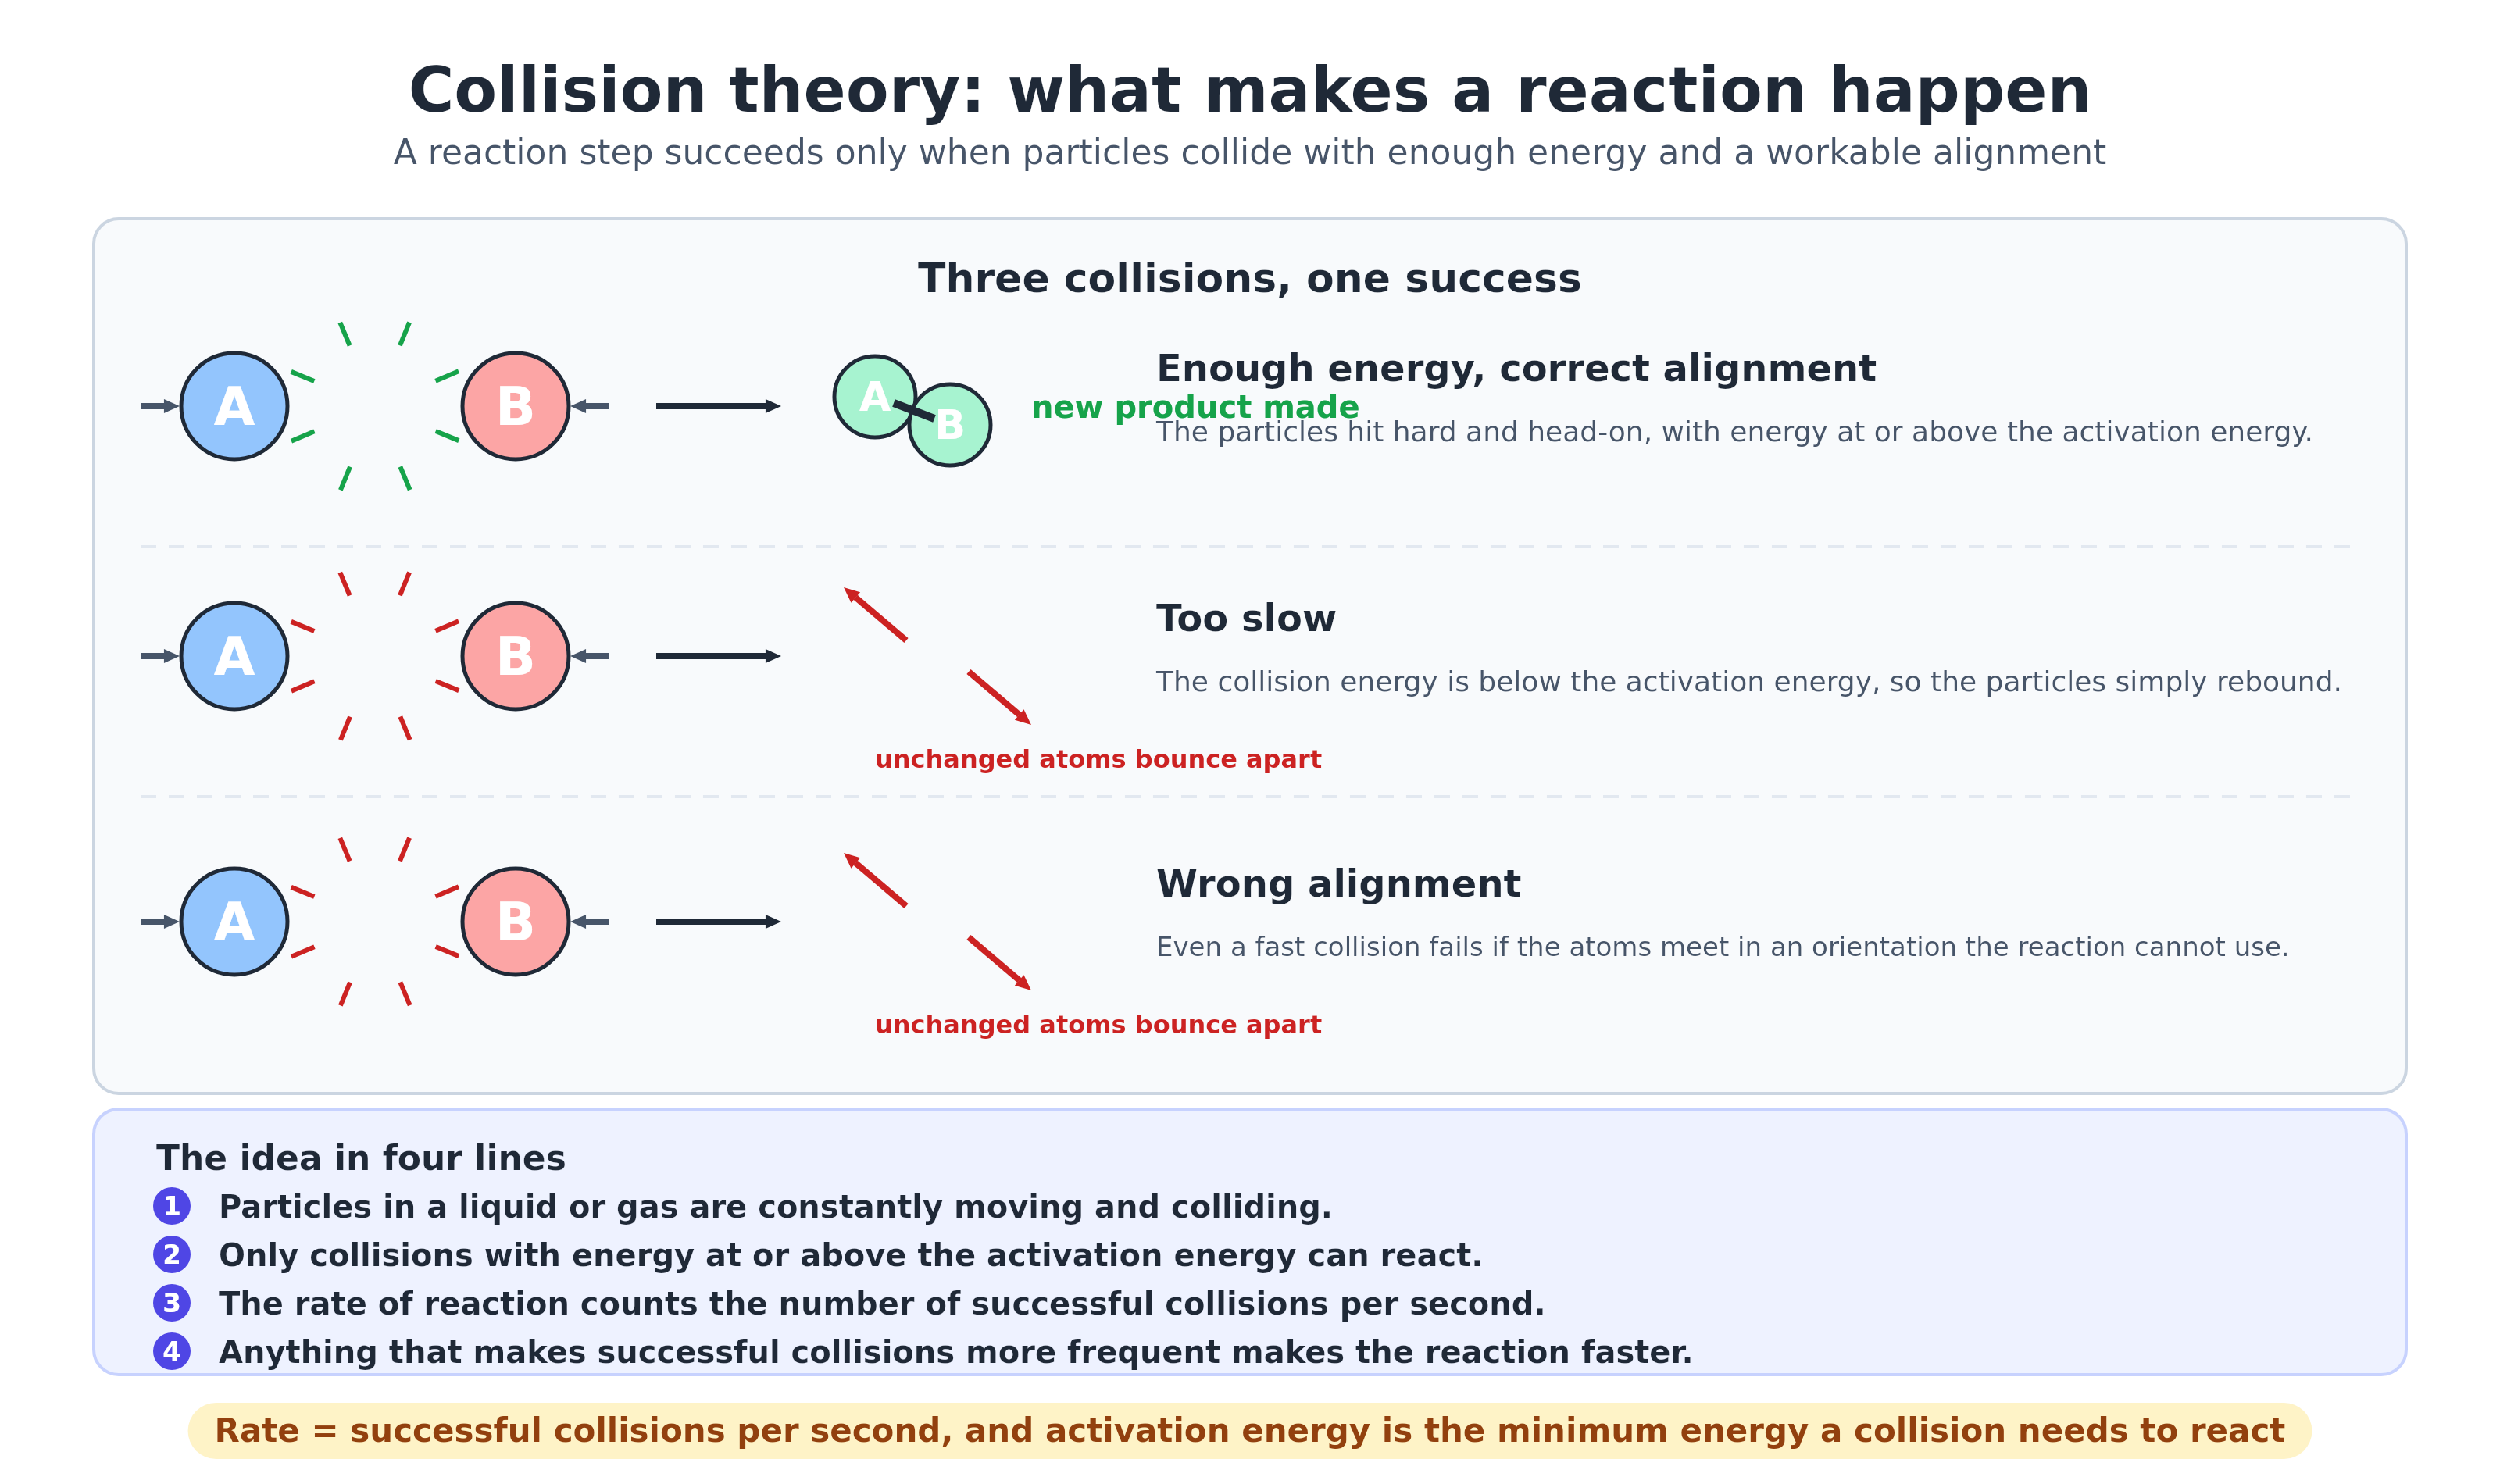 Collision theory: what makes a reaction happen
A reaction step succeeds only when particles collide with enough energy and a workable alignment
Three collisions, one success
A
B
A
B
new product made
Enough energy, correct alignment
The particles hit hard and head-on, with energy at or above the activation energy.
A
B
Too slow
The collision energy is below the activation energy, so the particles simply rebound.
unchanged atoms bounce apart
A
B
Wrong alignment
Even a fast collision fails if the atoms meet in an orientation the reaction cannot use.
unchanged atoms bounce apart
The idea in four lines
1 Particles in a liquid or gas are constantly moving and colliding.
2 Only collisions with energy at or above the activation energy can react.
3 The rate of reaction counts the number of successful collisions per second.
4 Anything that makes successful collisions more frequent makes the reaction faster.
Rate = successful collisions per second, and activation energy is the minimum energy a collision needs to react